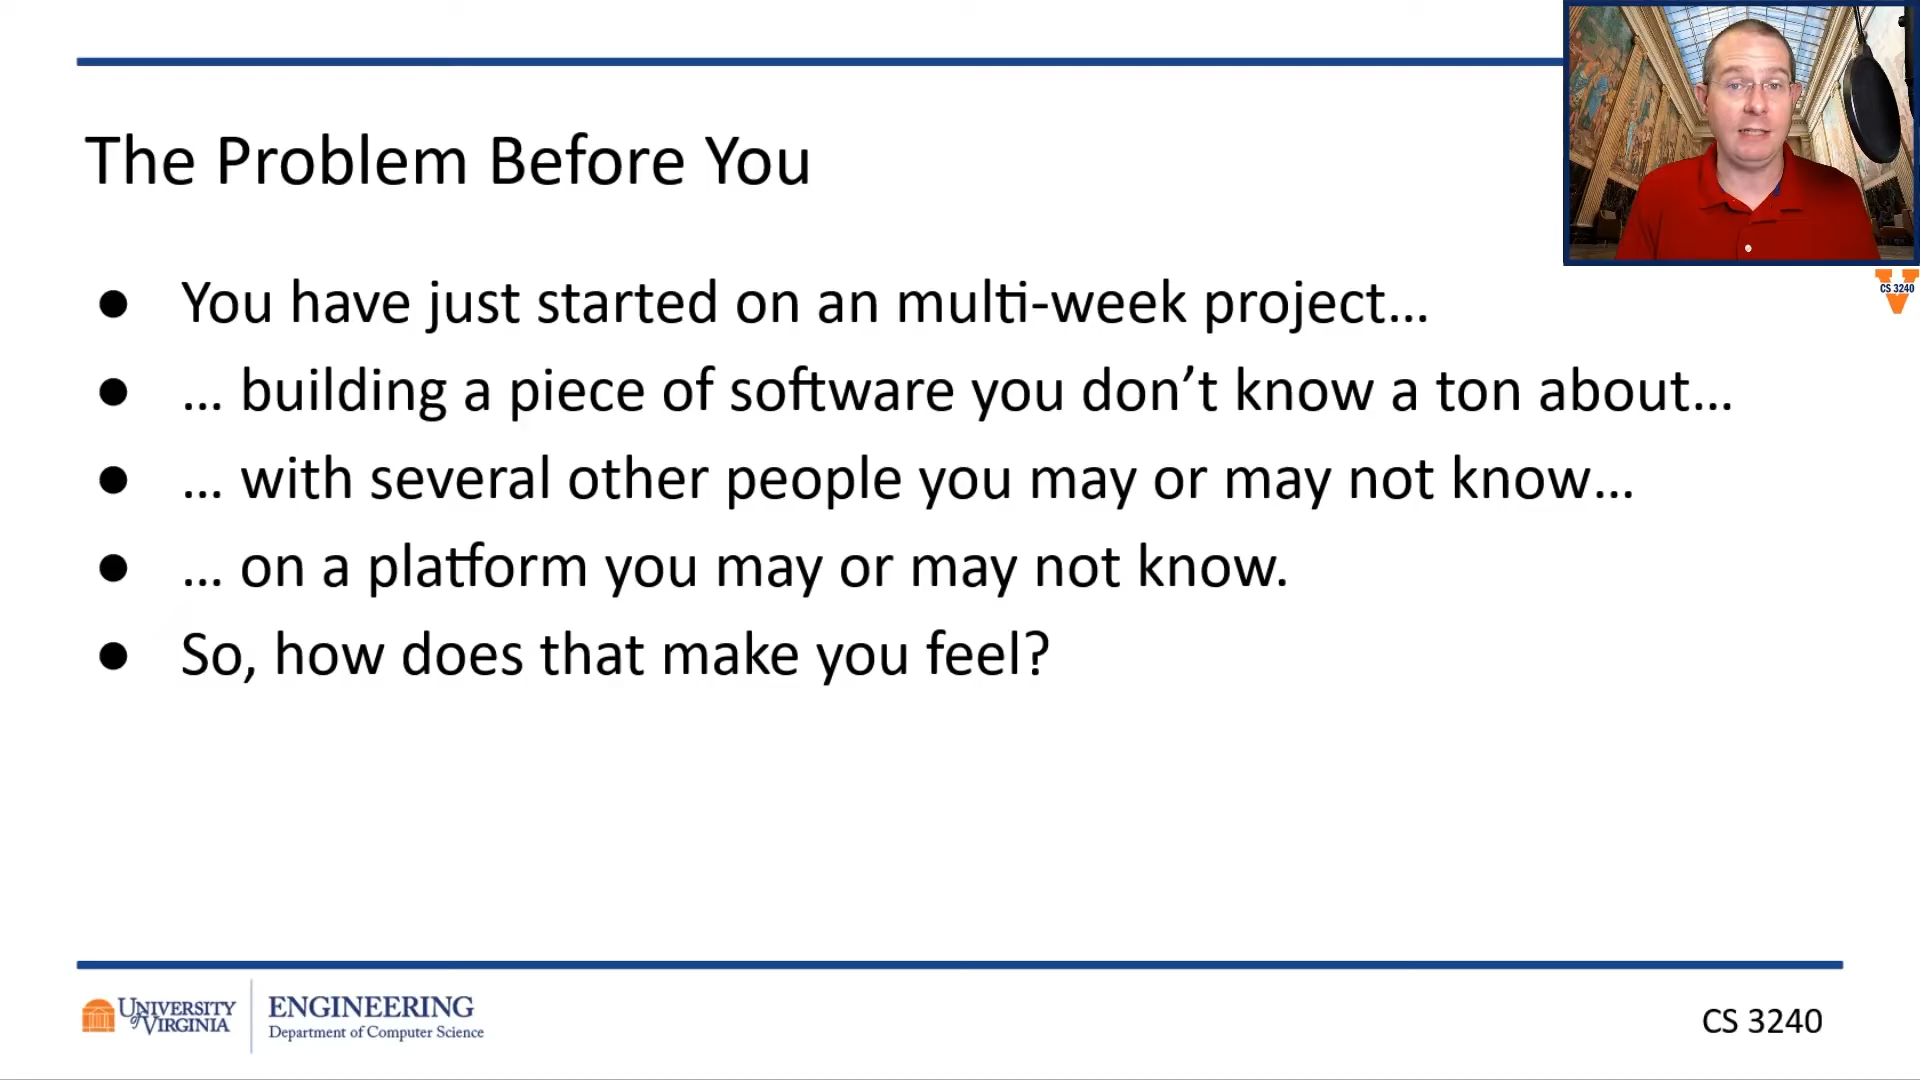 The Problem Before You
● You have just started on an multi-week project...
● ... building a piece of software you don’t know a ton about...
● ... with several other people you may or may not know...
● ... on a platform you may or may not know.
● So, how does that make you feel?
V
CS 3240
UNIVERSITY
of VIRGINIA
ENGINEERING
Department of Computer Science
CS 3240